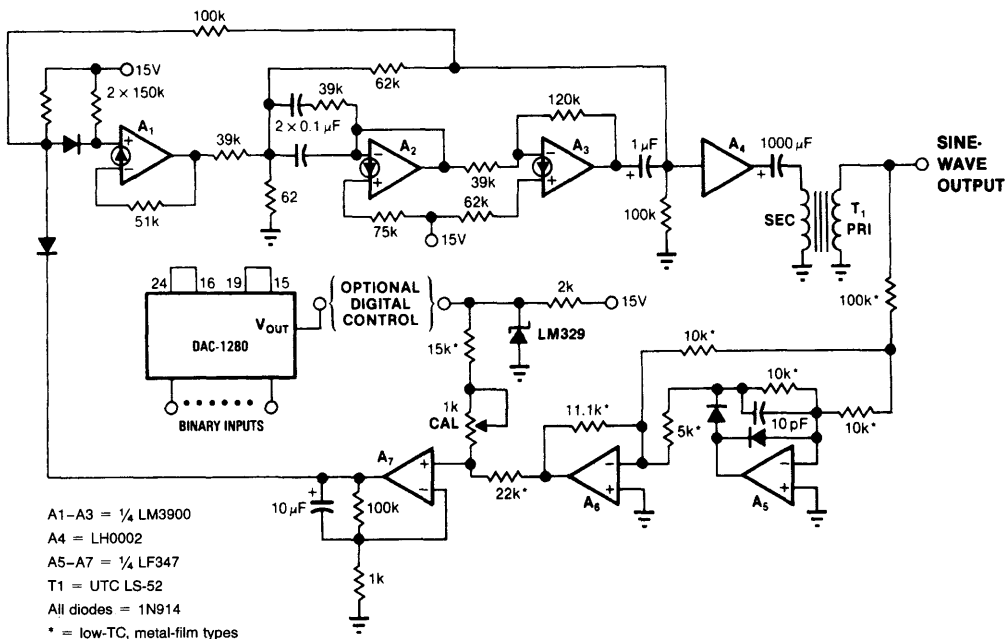 100k
15V
2 × 150k
A1
51k
39k
62k
39k
2 × 0.1 μF
62
A2
75k
15V
39k
62k
120k
A3
1 μF
100k
A4
1000 μF
SEC
T1
PRI
SINE-
WAVE
OUTPUT
24
16
19
15
VOUT
DAC-1280
BINARY INPUTS
OPTIONAL
DIGITAL
CONTROL
2k
15V
LM329
15k*
1k
CAL
100k*
10k*
10k*
10 pF
10k*
5k*
A5
11.1k*
A6
22k*
A7
10 μF
100k
1k
A1–A3 = ¼ LM3900
A4 = LH0002
A5–A7 = ¼ LF347
T1 = UTC LS-52
All diodes = 1N914
* = low-TC, metal-film types